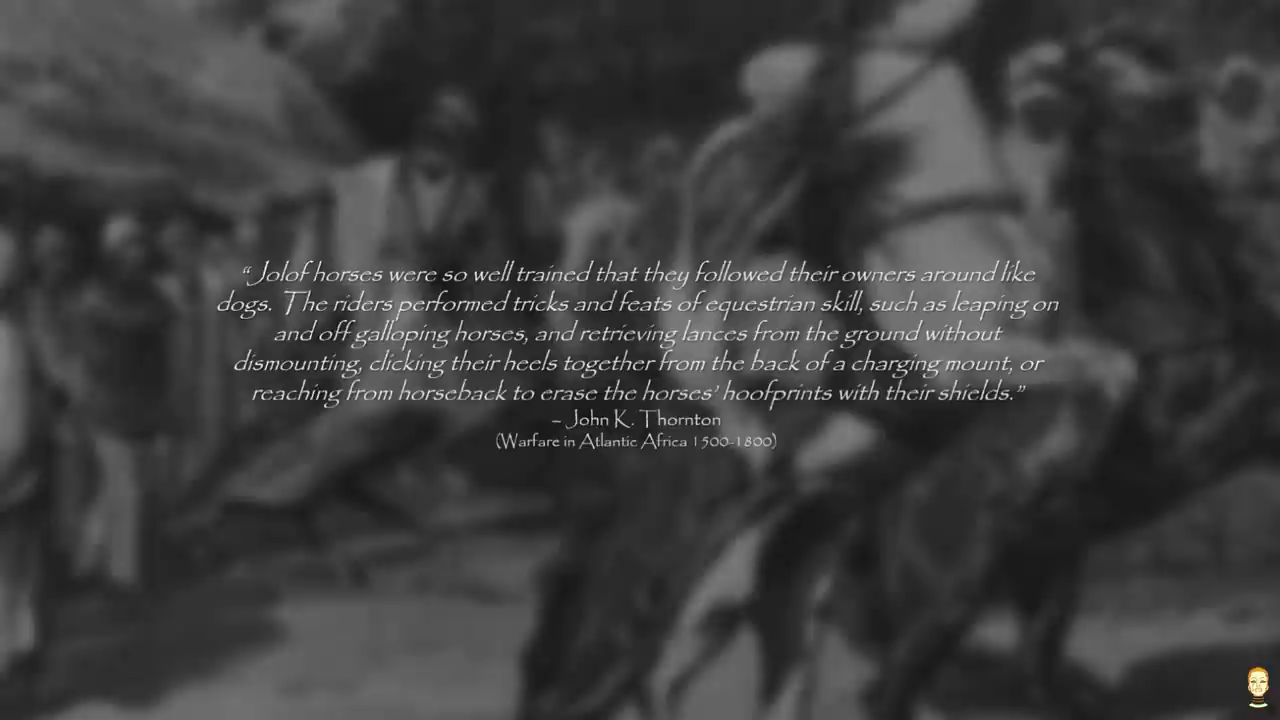 “ Jolof horses were so well trained that they followed their owners around like
dogs. The riders performed tricks and feats of equestrian skill, such as leaping on
and off galloping horses, and retrieving lances from the ground without
dismounting, clicking their heels together from the back of a charging mount, or
reaching from horseback to erase the horses’ hoofprints with their shields.”
– John K. Thornton
(Warfare in Atlantic Africa 1500-1800)